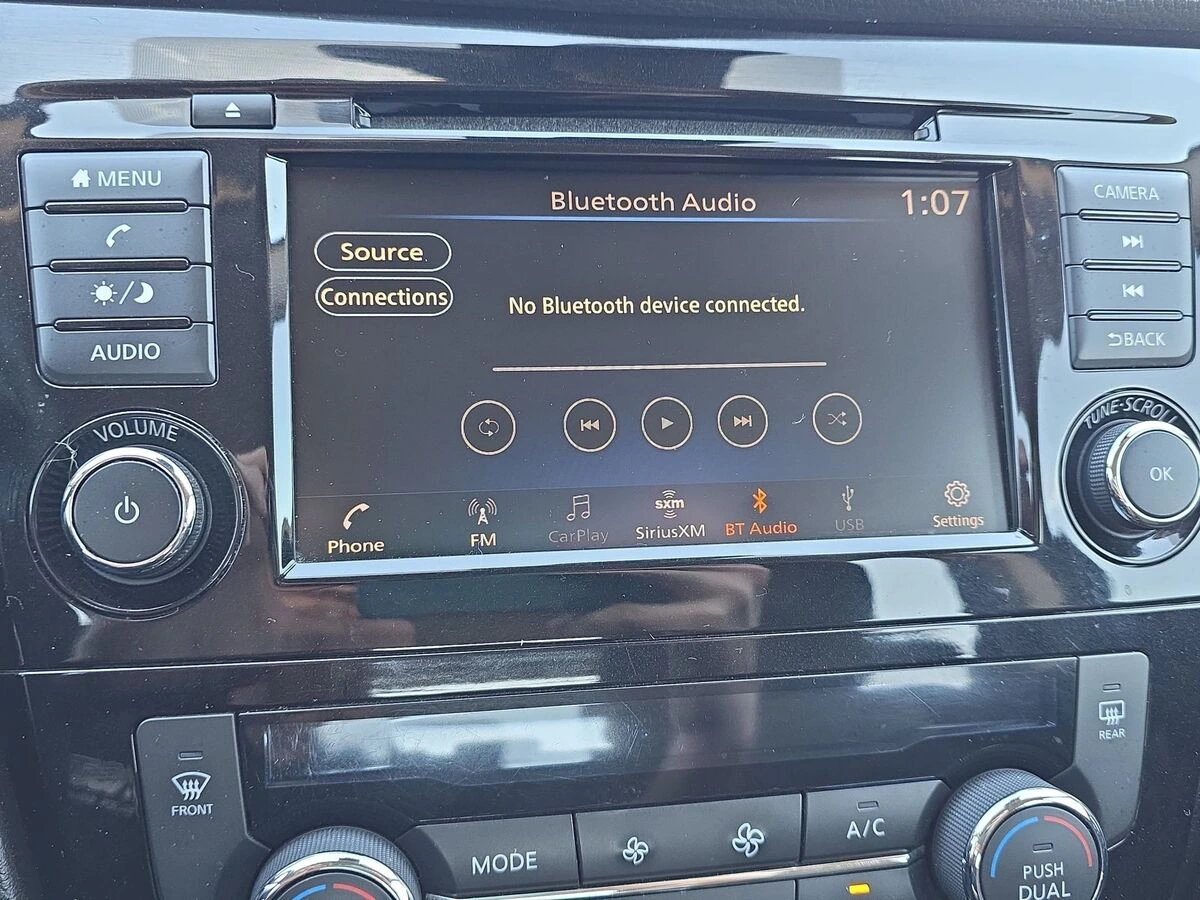 MENU
AUDIO
VOLUME
Bluetooth Audio
1:07
Source
Connections
No Bluetooth device connected.
Phone
FM
CarPlay
sxm
SiriusXM
BT Audio
USB
Settings
CAMERA
BACK
TUNE-SCROLL
OK
FRONT
MODE
A/C
REAR
PUSH
DUAL